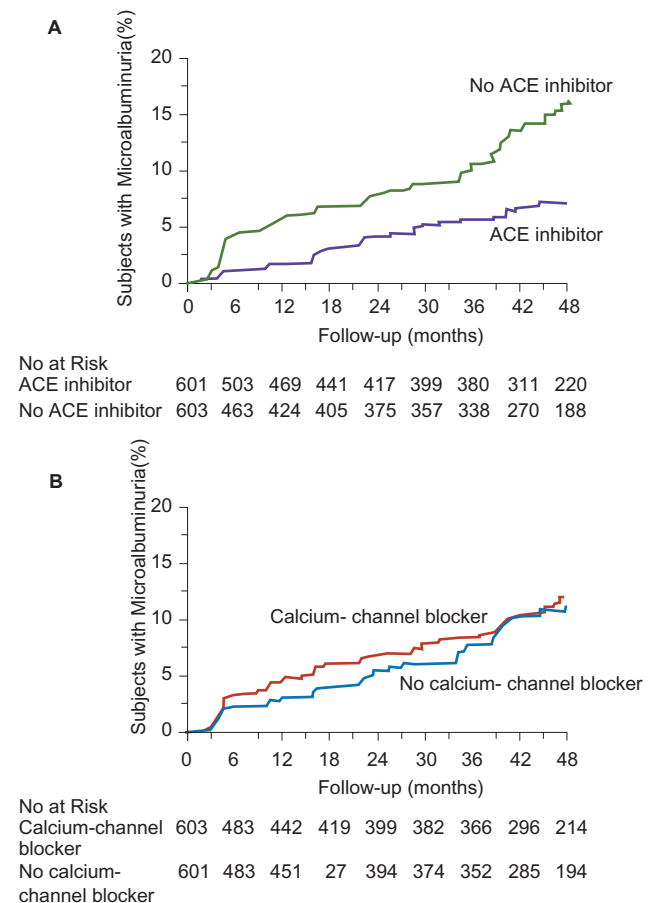 A
Subjects with Microalbuminuria(%)
20
15
10
5
0
No ACE inhibitor
ACE inhibitor
0 6 12 18 24 30 36 42 48
Follow-up (months)
No at Risk
ACE inhibitor 601 503 469 441 417 399 380 311 220
No ACE inhibitor 603 463 424 405 375 357 338 270 188
B
Subjects with Microalbuminuria(%)
20
15
10
5
0
Calcium- channel blocker
No calcium- channel blocker
0 6 12 18 24 30 36 42 48
Follow-up (months)
No at Risk
Calcium-channel 603 483 442 419 399 382 366 296 214
blocker
No calcium- 601 483 451 27 394 374 352 285 194
channel blocker